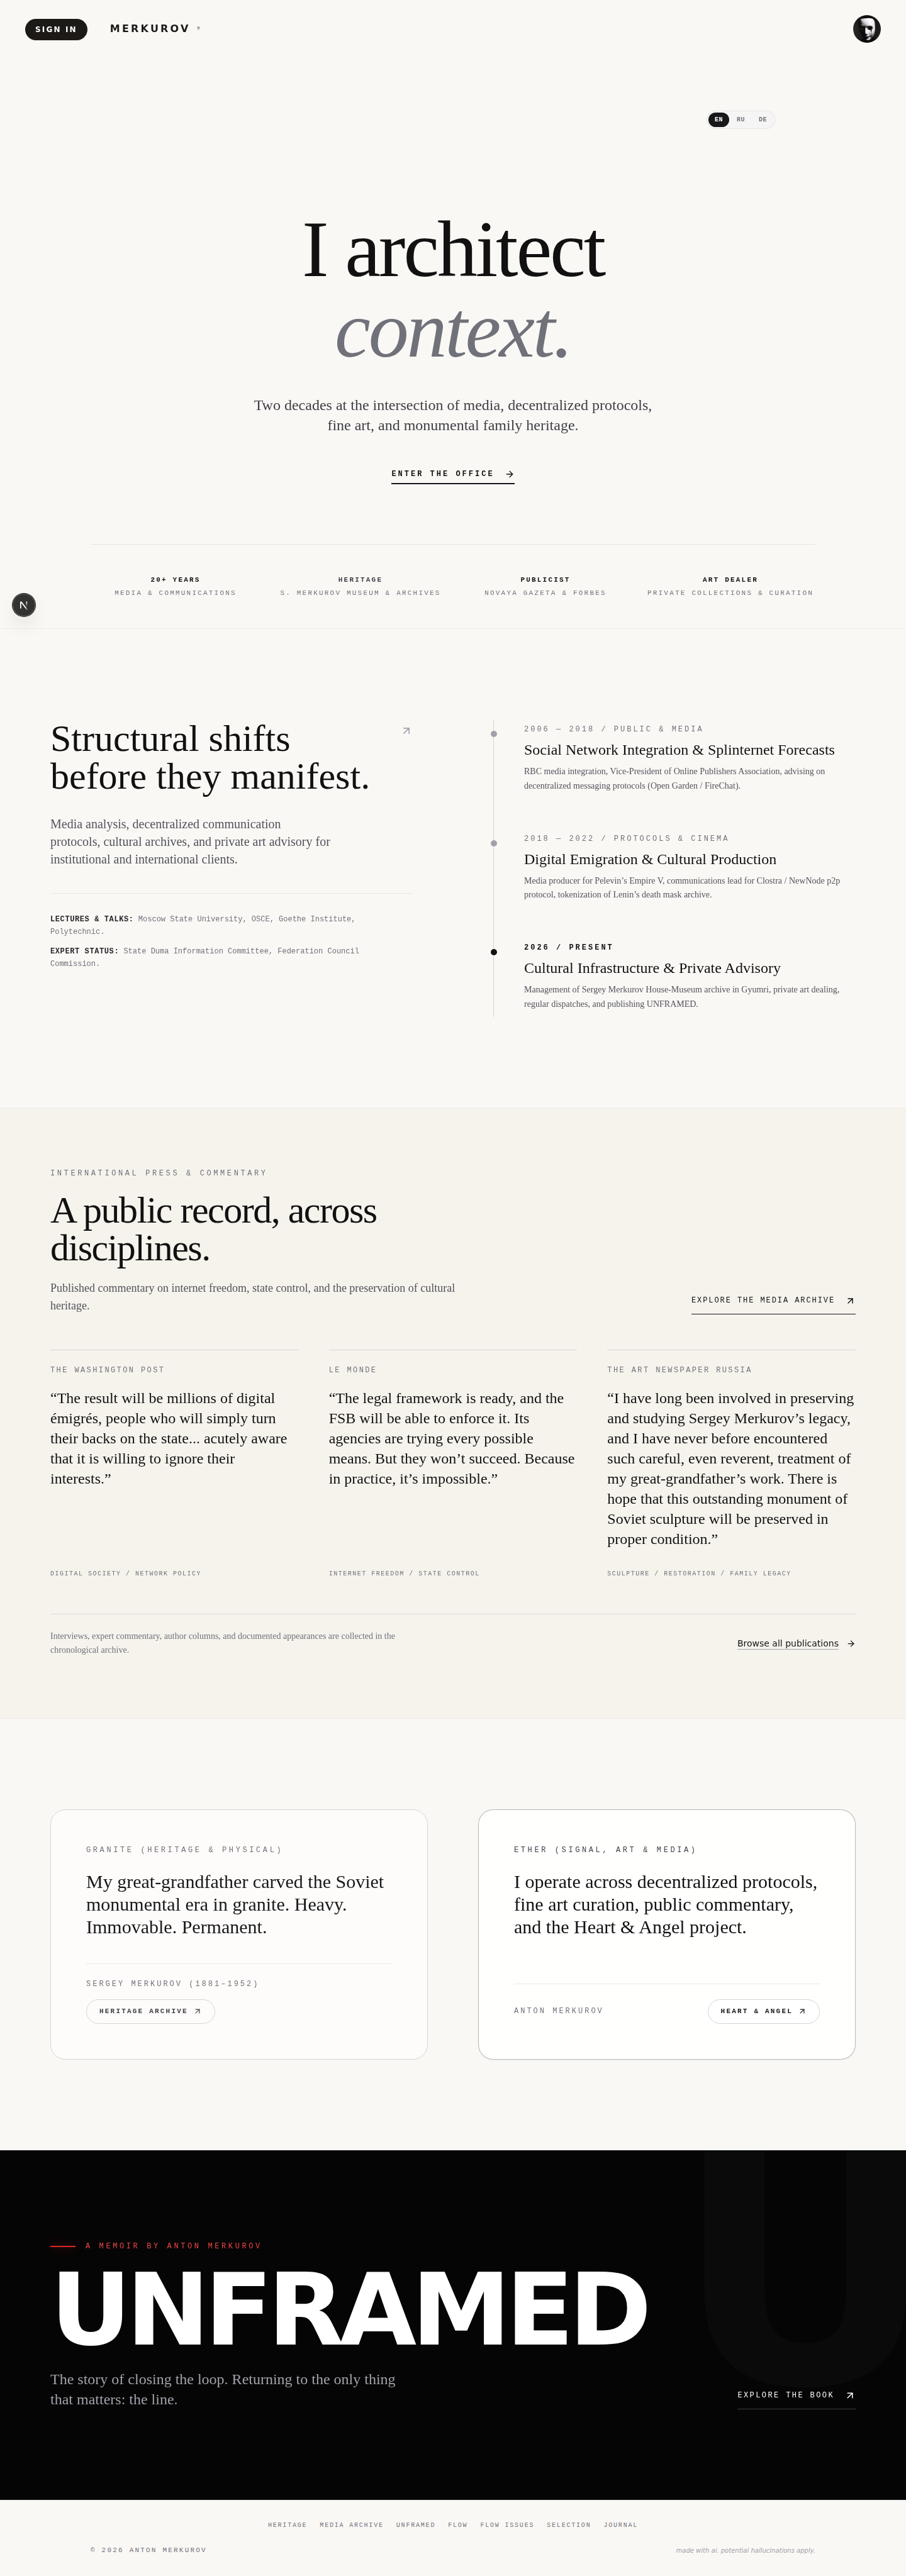 SIGN IN
MERKUROV
EN RU DE
I architect
context.
Two decades at the intersection of media, decentralized protocols,
fine art, and monumental family heritage.
ENTER THE OFFICE
20+ YEARS
MEDIA & COMMUNICATIONS
HERITAGE
S. MERKUROV MUSEUM & ARCHIVES
PUBLICIST
NOVAYA GAZETA & FORBES
ART DEALER
PRIVATE COLLECTIONS & CURATION
N
Structural shifts
before they manifest.
Media analysis, decentralized communication
protocols, cultural archives, and private art advisory for
institutional and international clients.
LECTURES & TALKS: Moscow State University, OSCE, Goethe Institute,
Polytechnic.
EXPERT STATUS: State Duma Information Committee, Federation Council
Commission.
2006 — 2018 / PUBLIC & MEDIA
Social Network Integration & Splinternet Forecasts
RBC media integration, Vice-President of Online Publishers Association, advising on
decentralized messaging protocols (Open Garden / FireChat).
2018 — 2022 / PROTOCOLS & CINEMA
Digital Emigration & Cultural Production
Media producer for Pelevin’s Empire V, communications lead for Clostra / NewNode p2p
protocol, tokenization of Lenin’s death mask archive.
2026 / PRESENT
Cultural Infrastructure & Private Advisory
Management of Sergey Merkurov House-Museum archive in Gyumri, private art dealing,
regular dispatches, and publishing UNFRAMED.
INTERNATIONAL PRESS & COMMENTARY
A public record, across
disciplines.
Published commentary on internet freedom, state control, and the preservation of cultural
heritage.
EXPLORE THE MEDIA ARCHIVE
THE WASHINGTON POST
“The result will be millions of digital
émigrés, people who will simply turn
their backs on the state... acutely aware
that it is willing to ignore their
interests.”
DIGITAL SOCIETY / NETWORK POLICY
LE MONDE
“The legal framework is ready, and the
FSB will be able to enforce it. Its
agencies are trying every possible
means. But they won’t succeed. Because
in practice, it’s impossible.”
INTERNET FREEDOM / STATE CONTROL
THE ART NEWSPAPER RUSSIA
“I have long been involved in preserving
and studying Sergey Merkurov’s legacy,
and I have never before encountered
such careful, even reverent, treatment of
my great-grandfather’s work. There is
hope that this outstanding monument of
Soviet sculpture will be preserved in
proper condition.”
SCULPTURE / RESTORATION / FAMILY LEGACY
Interviews, expert commentary, author columns, and documented appearances are collected in the
chronological archive.
Browse all publications
GRANITE (HERITAGE & PHYSICAL)
My great-grandfather carved the Soviet
monumental era in granite. Heavy.
Immovable. Permanent.
SERGEY MERKUROV (1881–1952)
HERITAGE ARCHIVE
ETHER (SIGNAL, ART & MEDIA)
I operate across decentralized protocols,
fine art curation, public commentary,
and the Heart & Angel project.
ANTON MERKUROV
HEART & ANGEL
A MEMOIR BY ANTON MERKUROV
UNFRAMED
U
The story of closing the loop. Returning to the only thing
that matters: the line.
EXPLORE THE BOOK
HERITAGE MEDIA ARCHIVE UNFRAMED FLOW FLOW ISSUES SELECTION JOURNAL
© 2026 ANTON MERKUROV
made with ai. potential hallucinations apply.